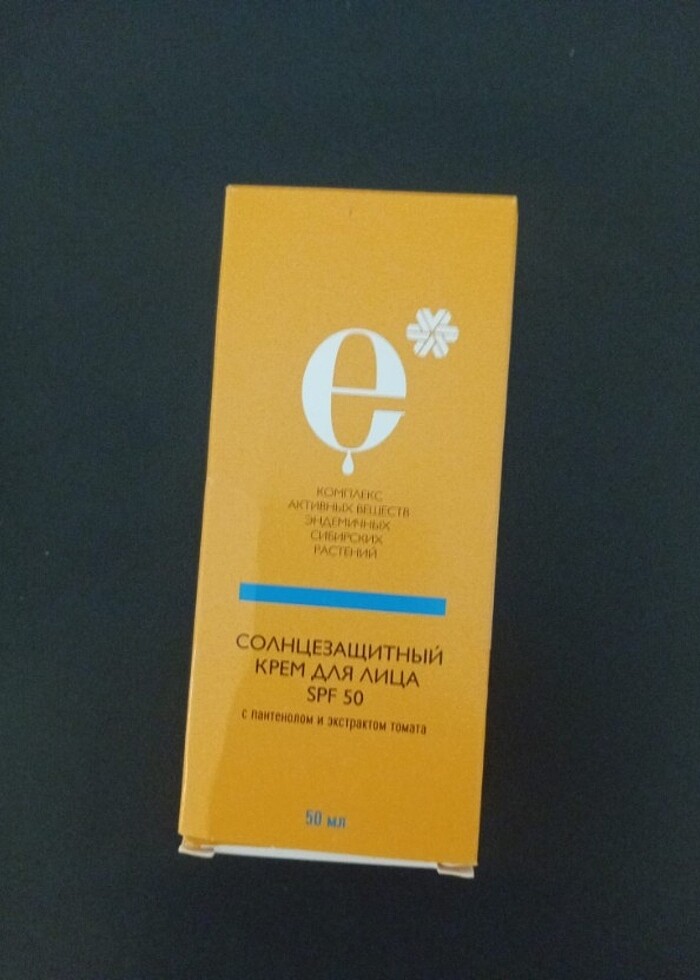 e
КОМПЛЕКС
АКТИВНЫХ ВЕЩЕСТВ
ЭНДЕМИЧНЫХ
СИБИРСКИХ
РАСТЕНИЙ
СОЛНЦЕЗАЩИТНЫЙ
КРЕМ ДЛЯ ЛИЦА
SPF 50
с пантенолом и экстрактом томата
50 мл